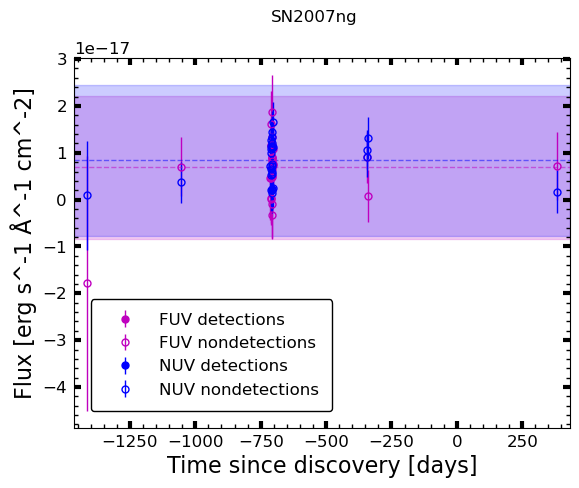 SN2007ng
1e−17
3
2
1
0
−1
−2
−3
−4
Flux [erg s^-1 Å^-1 cm^-2]
FUV detections
FUV nondetections
NUV detections
NUV nondetections
−1250 −1000 −750 −500 −250 0 250
Time since discovery [days]